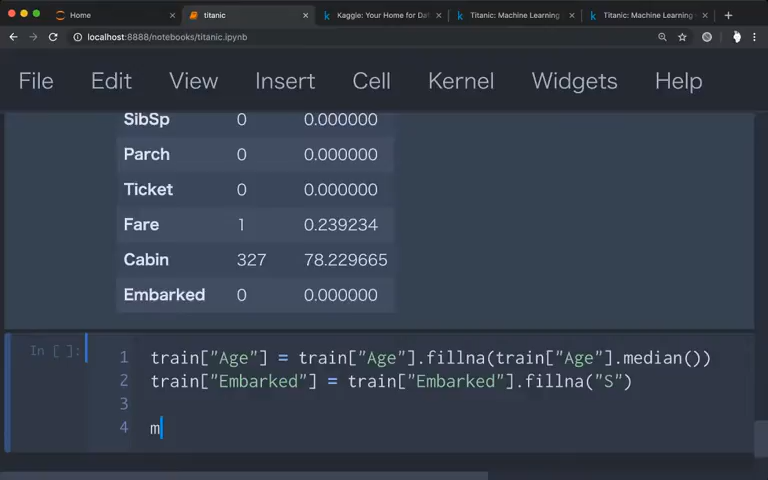 Home
titanic
Kaggle: Your Home for Dat
Titanic: Machine Learning
Titanic: Machine Learning
localhost:8888/notebooks/titanic.ipynb
File Edit View Insert Cell Kernel Widgets Help
SibSp 0 0.000000
Parch 0 0.000000
Ticket 0 0.000000
Fare 1 0.239234
Cabin 327 78.229665
Embarked 0 0.000000
In [ ]:
1 train["Age"] = train["Age"].fillna(train["Age"].median())
2 train["Embarked"] = train["Embarked"].fillna("S")
3
4 m